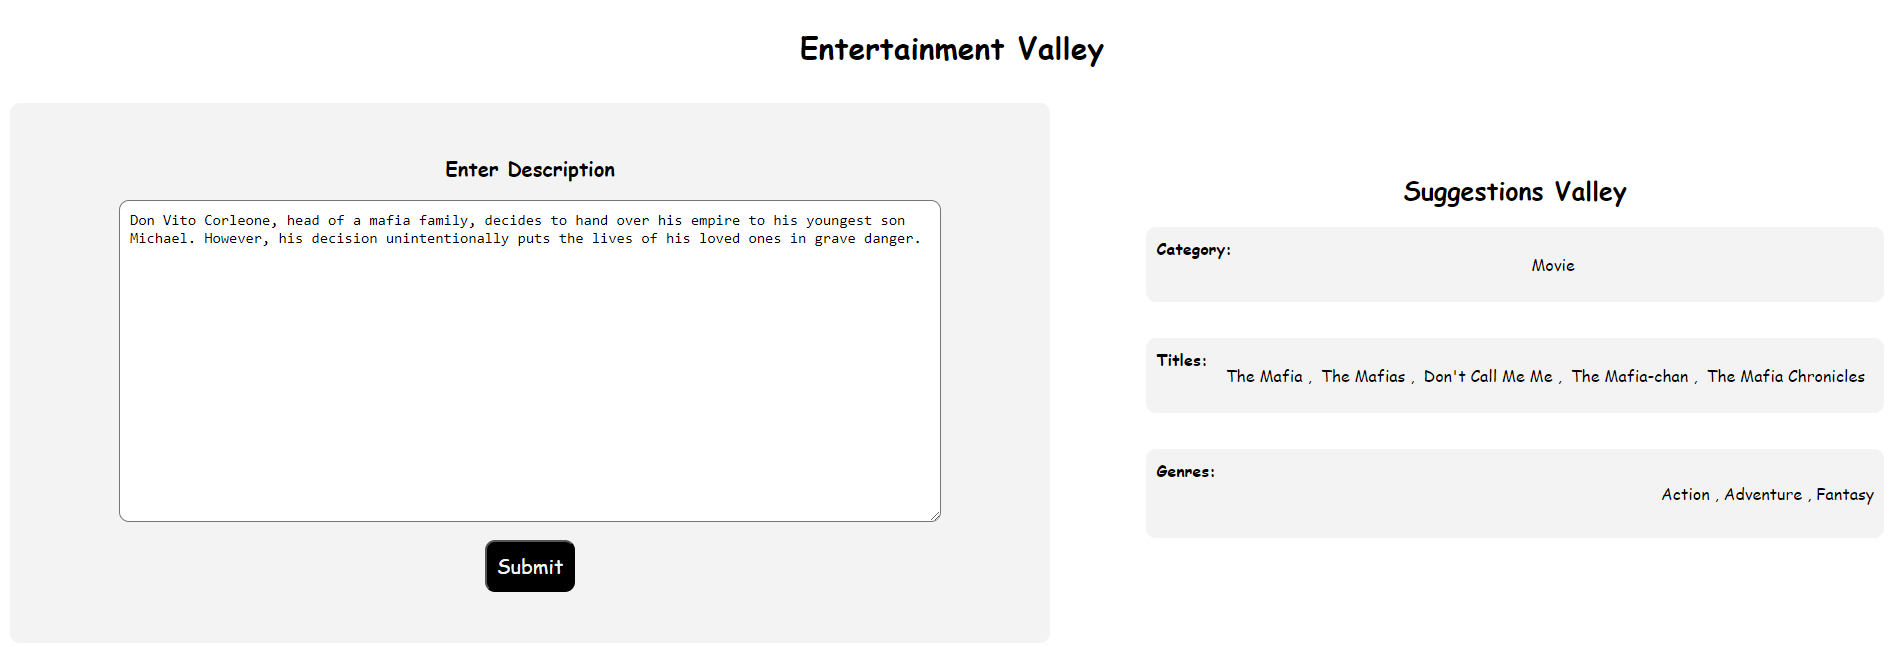 Entertainment Valley
Enter Description
Don Vito Corleone, head of a mafia family, decides to hand over his empire to his youngest son
Michael. However, his decision unintentionally puts the lives of his loved ones in grave danger.
Submit
Suggestions Valley
Category:
Movie
Titles:
The Mafia , The Mafias , Don't Call Me Me , The Mafia-chan , The Mafia Chronicles
Genres:
Action , Adventure , Fantasy